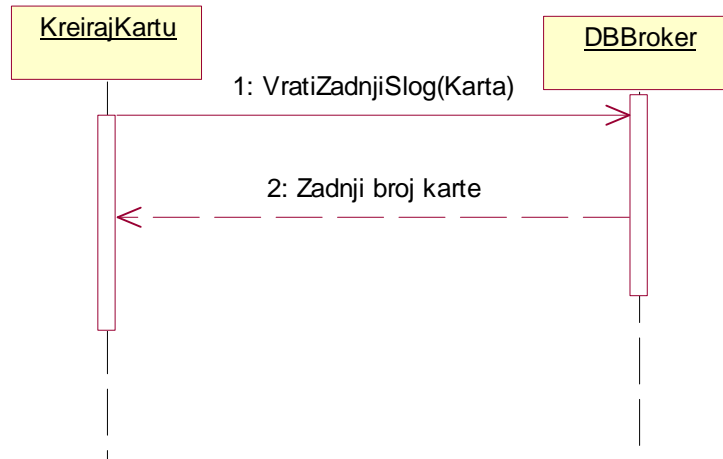 KreirajKartu
DBBroker
1: VratiZadnjiSlog(Karta)
2: Zadnji broj karte